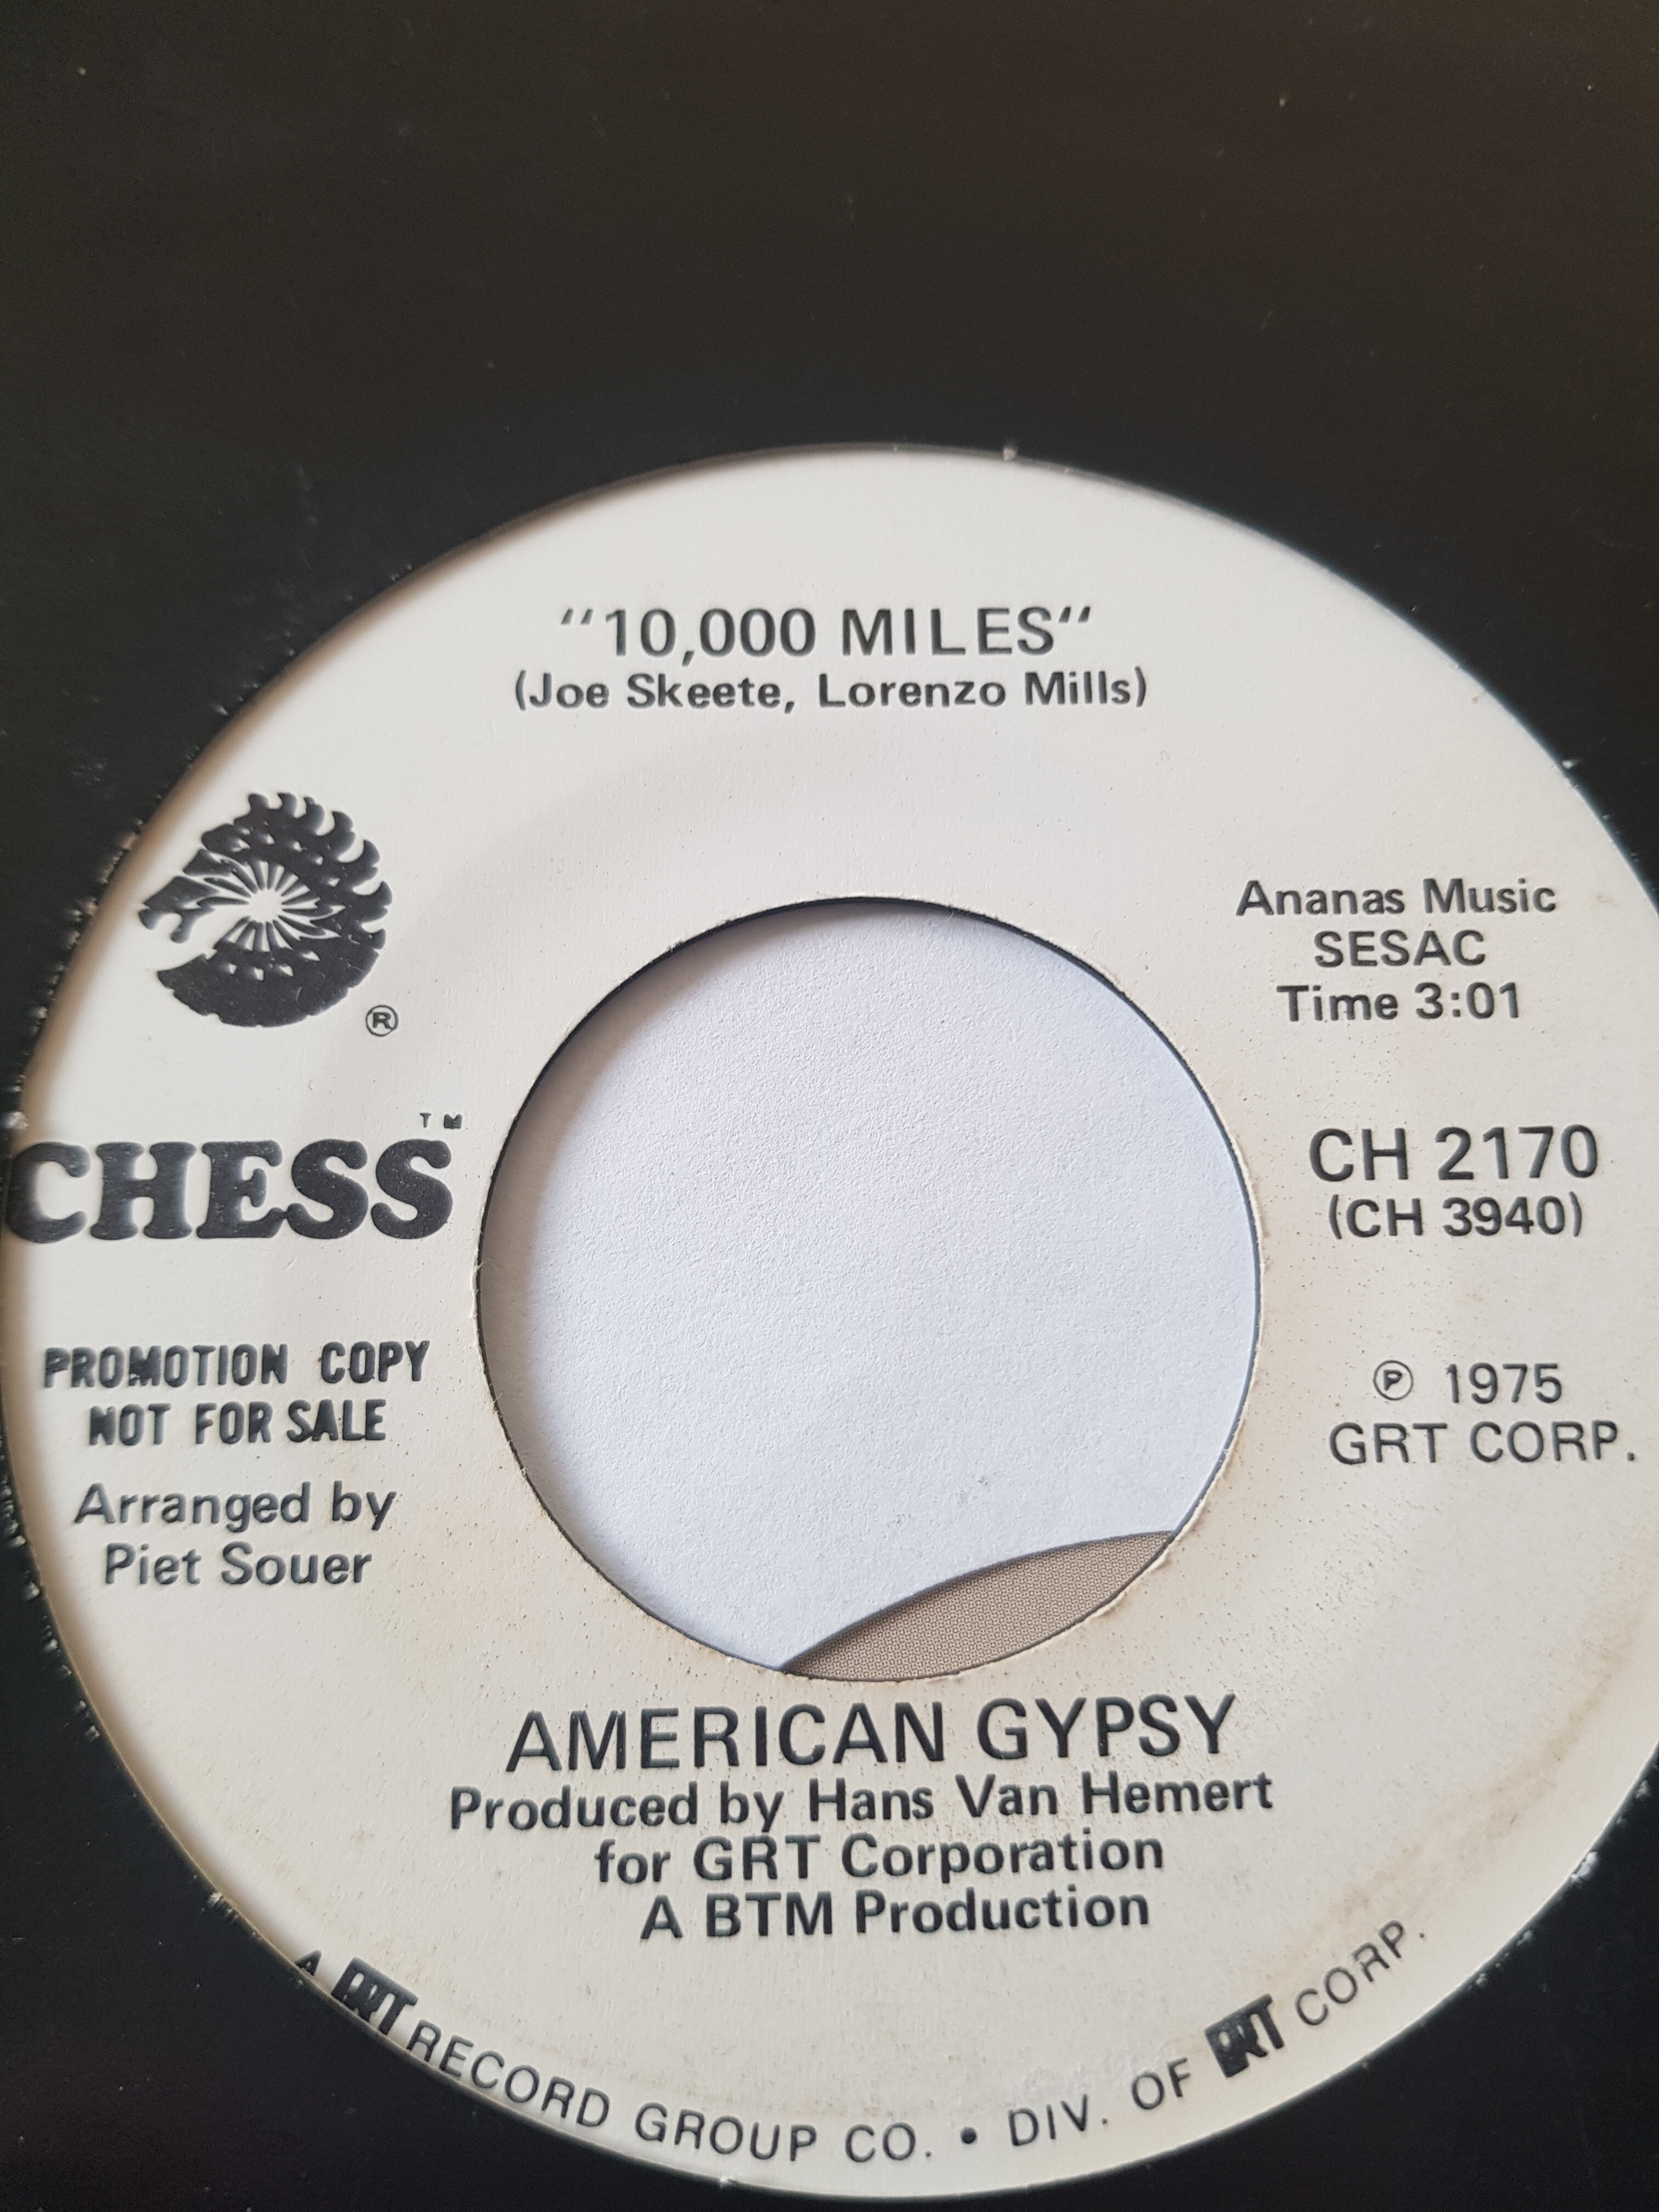 "10,000 MILES"
(Joe Skeete, Lorenzo Mills)
®
CHESS™
PROMOTION COPY
NOT FOR SALE
Arranged by
Piet Souer
Ananas Music
SESAC
Time 3:01
CH 2170
(CH 3940)
℗ 1975
GRT CORP.
AMERICAN GYPSY
Produced by Hans Van Hemert
for GRT Corporation
A BTM Production
A GRT RECORD GROUP CO. • DIV. OF GRT CORP.